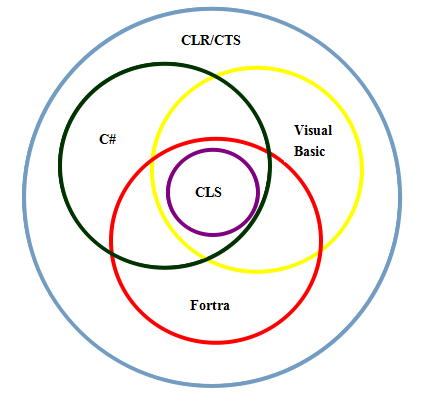 CLR/CTS
C#
Visual
Basic
CLS
Fortra